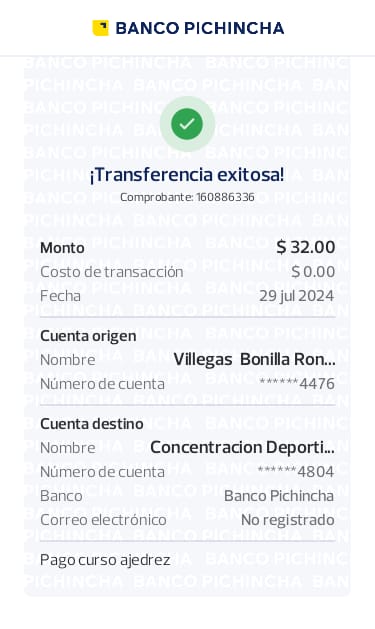 BANCO PICHINCHA
¡Transferencia exitosa!
Comprobante: 160886336
Monto $ 32.00
Costo de transacción $ 0.00
Fecha 29 jul 2024
Cuenta origen
Nombre Villegas Bonilla Ron...
Número de cuenta ******4476
Cuenta destino
Nombre Concentracion Deporti...
Número de cuenta ******4804
Banco Banco Pichincha
Correo electrónico No registrado
Pago curso ajedrez